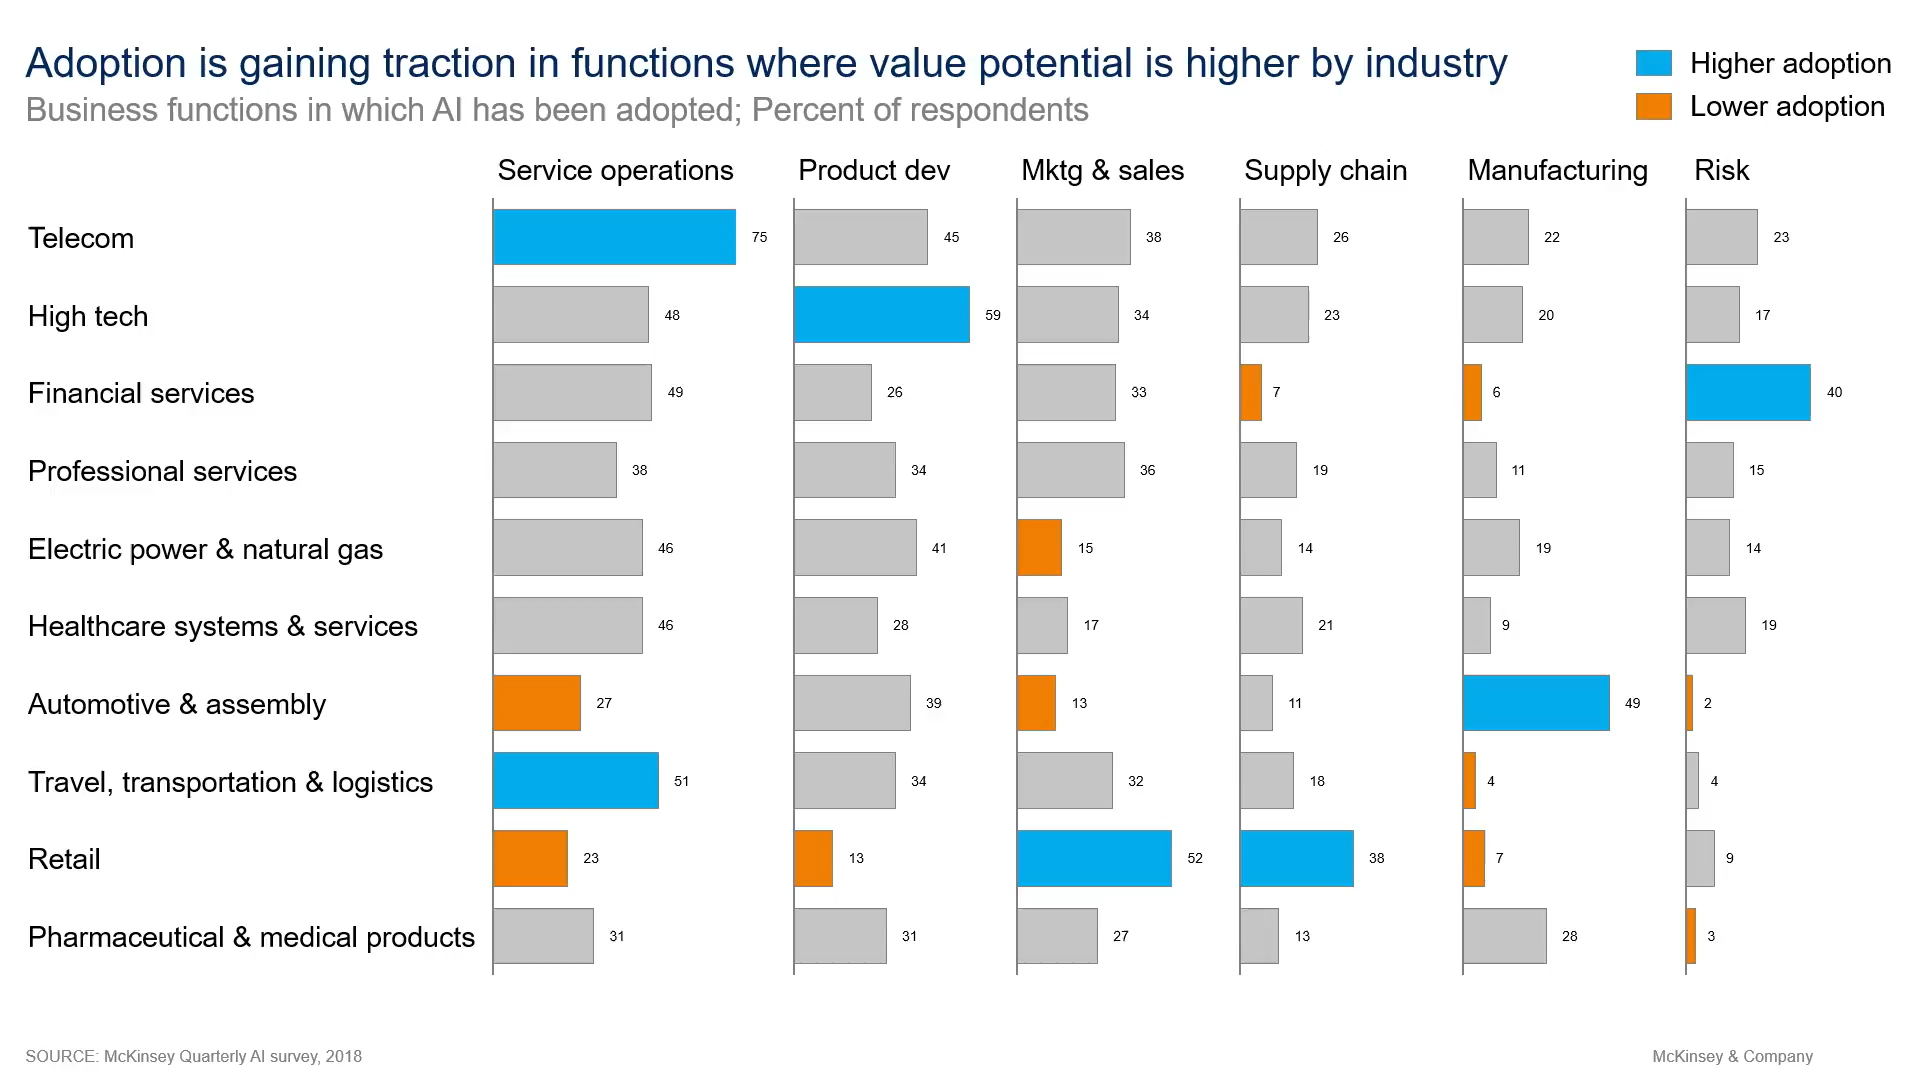 Adoption is gaining traction in functions where value potential is higher by industry
Business functions in which AI has been adopted; Percent of respondents
Higher adoption
Lower adoption
Service operations Product dev Mktg & sales Supply chain Manufacturing Risk
Telecom 75 45 38 26 22 23
High tech 48 59 34 23 20 17
Financial services 49 26 33 7 6 40
Professional services 38 34 36 19 11 15
Electric power & natural gas 46 41 15 14 19 14
Healthcare systems & services 46 28 17 21 9 19
Automotive & assembly 27 39 13 11 49 2
Travel, transportation & logistics 51 34 32 18 4 4
Retail 23 13 52 38 7 9
Pharmaceutical & medical products 31 31 27 13 28 3
SOURCE: McKinsey Quarterly AI survey, 2018
McKinsey & Company